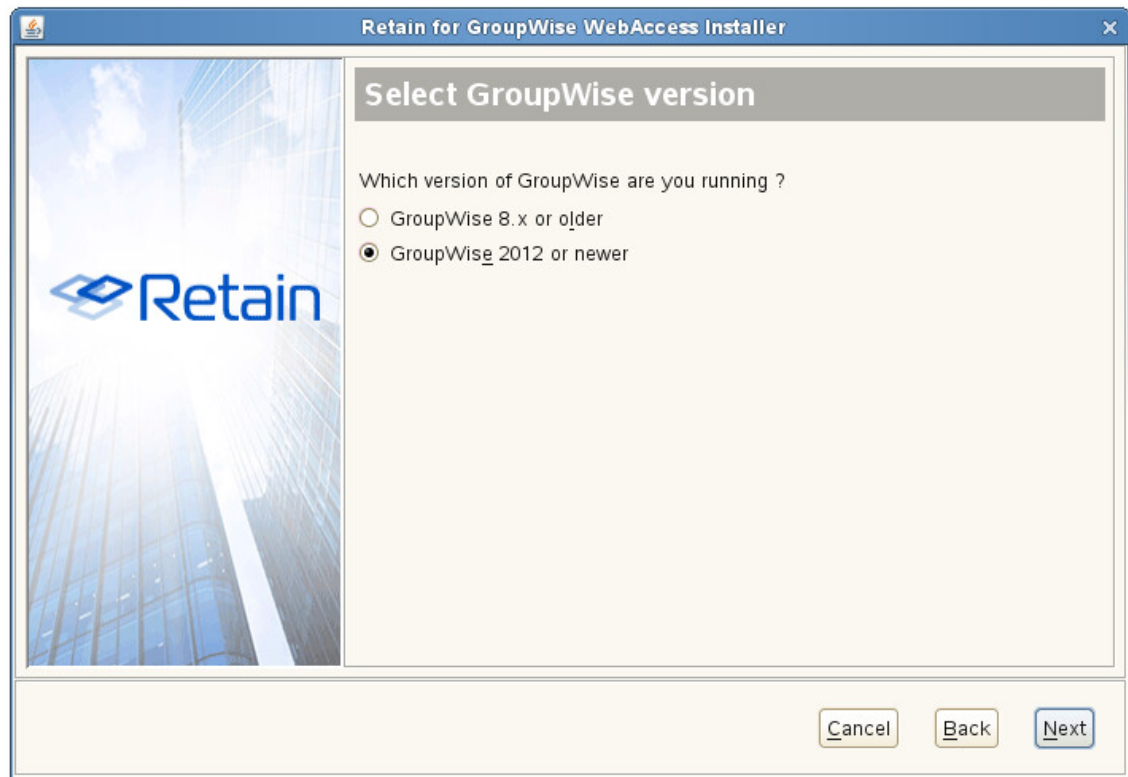 Retain for GroupWise WebAccess Installer
Select GroupWise version
Which version of GroupWise are you running ?
GroupWise 8.x or older
GroupWise 2012 or newer
Retain
Cancel Back Next